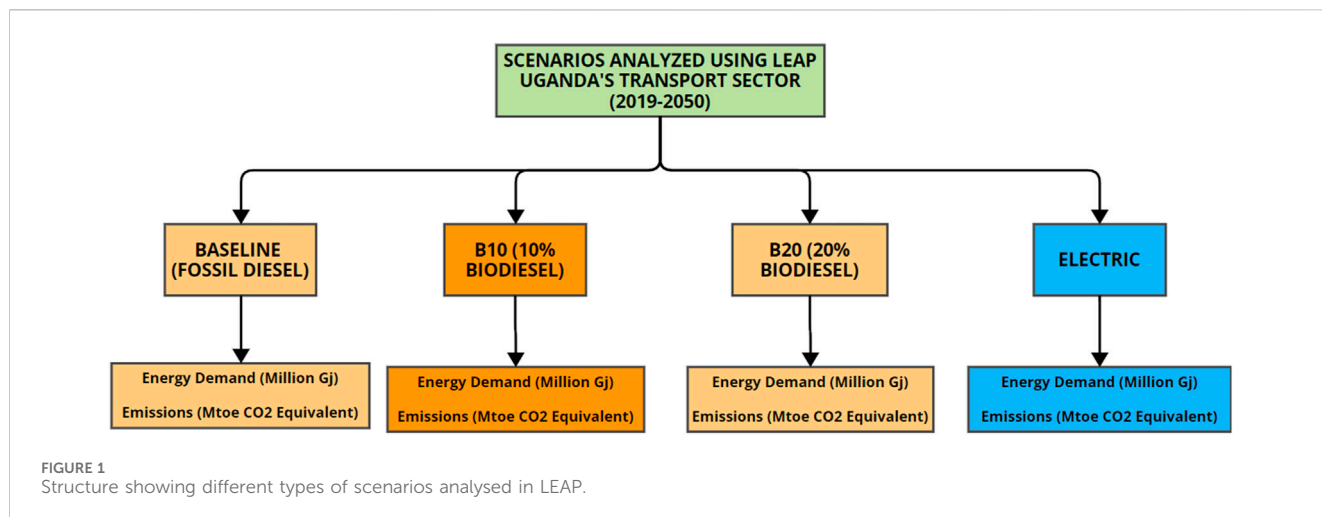 SCENARIOS ANALYZED USING LEAP
UGANDA'S TRANSPORT SECTOR
(2019-2050)
BASELINE
(FOSSIL DIESEL)
B10 (10%
BIODIESEL)
B20 (20%
BIODIESEL)
ELECTRIC
Energy Demand (Million Gj)
Emissions (Mtoe CO2 Equivalent)
Energy Demand (Million Gj)
Emissions (Mtoe CO2 Equivalent)
Energy Demand (Million Gj)
Emissions (Mtoe CO2 Equivalent)
Energy Demand (Million Gj)
Emissions (Mtoe CO2 Equivalent)
FIGURE 1
Structure showing different types of scenarios analysed in LEAP.